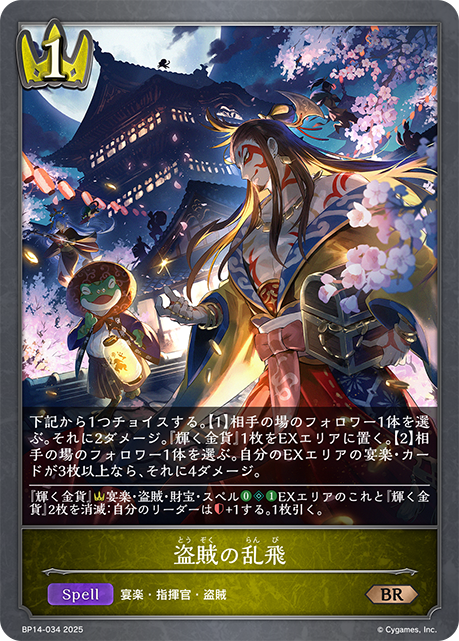 1
下記から1つチョイスする。【1】相手の場のフォロワー1体を選
ぶ。それに2ダメージ。『輝く金貨』1枚をEXエリアに置く。【2】相
手の場のフォロワー1体を選ぶ。自分のEXエリアの宴楽・カー
ドが3枚以上なら、それに4ダメージ。
『輝く金貨』宴楽・盗賊・財宝・スペル 0 1 EXエリアのこれと『輝く金
貨』2枚を消滅:自分のリーダーは+1する。1枚引く。
とうぞく らんび
盗賊の乱飛
Spell 宴楽・指揮官・盗賊 BR
BP14-034 2025 © Cygames, Inc.